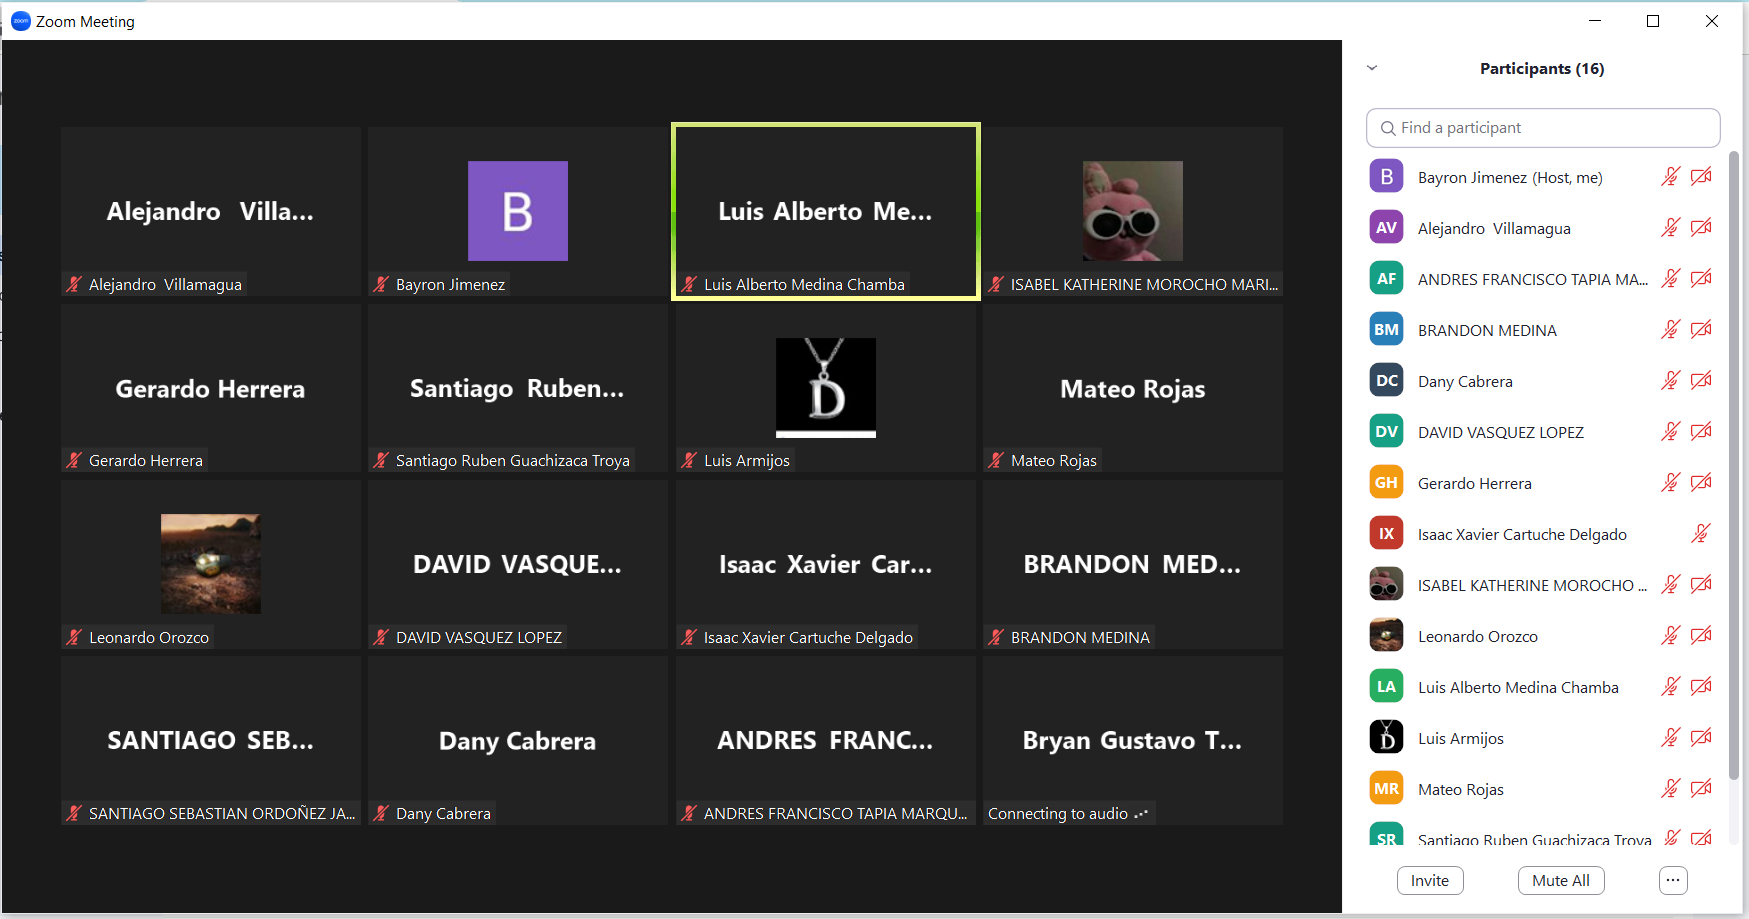 zoom Zoom Meeting
Alejandro Villa...
Alejandro Villamagua
B
Bayron Jimenez
Luis Alberto Me...
Luis Alberto Medina Chamba
ISABEL KATHERINE MOROCHO MARI...
Gerardo Herrera
Gerardo Herrera
Santiago Ruben...
Santiago Ruben Guachizaca Troya
D
Luis Armijos
Mateo Rojas
Mateo Rojas
Leonardo Orozco
DAVID VASQUE...
DAVID VASQUEZ LOPEZ
Isaac Xavier Car...
Isaac Xavier Cartuche Delgado
BRANDON MED...
BRANDON MEDINA
SANTIAGO SEB...
SANTIAGO SEBASTIAN ORDOÑEZ JA...
Dany Cabrera
Dany Cabrera
ANDRES FRANC...
ANDRES FRANCISCO TAPIA MARQU...
Bryan Gustavo T...
Connecting to audio
Participants (16)
Find a participant
B Bayron Jimenez (Host, me)
AV Alejandro Villamagua
AF ANDRES FRANCISCO TAPIA MA...
BM BRANDON MEDINA
DC Dany Cabrera
DV DAVID VASQUEZ LOPEZ
GH Gerardo Herrera
IX Isaac Xavier Cartuche Delgado
ISABEL KATHERINE MOROCHO ...
Leonardo Orozco
LA Luis Alberto Medina Chamba
D Luis Armijos
MR Mateo Rojas
SR Santiago Ruben Guachizaca Troya
Invite
Mute All
...